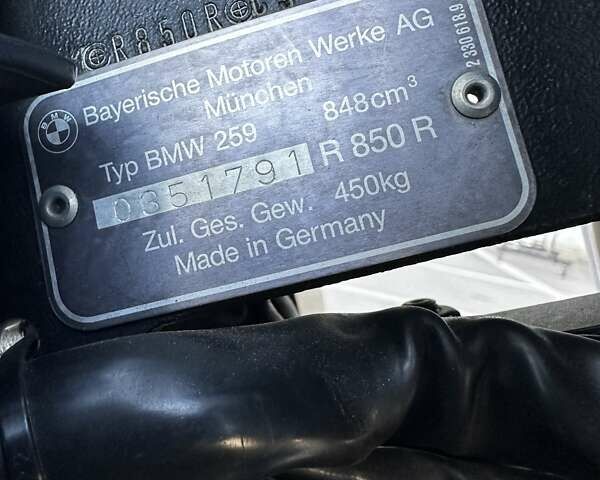 R850R
BMW
Bayerische Motoren Werke AG
München
Typ BMW 259 848cm³
0351791 R 850 R
Zul. Ges. Gew. 450kg
Made in Germany
2 330 618.9